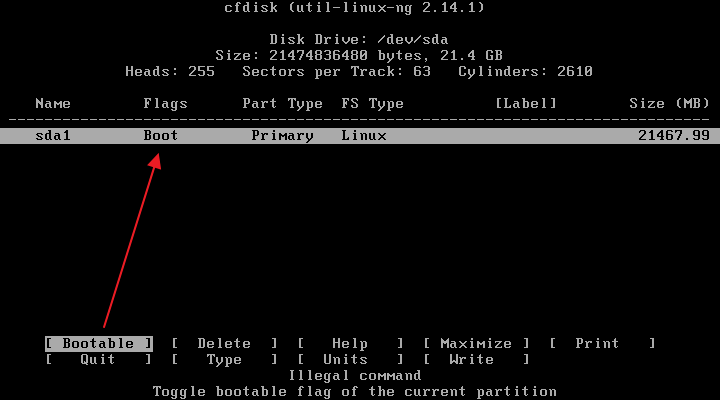 cfdisk (util-linux-ng 2.14.1)
Disk Drive: /dev/sda
Size: 21474836480 bytes, 21.4 GB
Heads: 255   Sectors per Track: 63   Cylinders: 2610
Name   Flags   Part Type   FS Type   [Label]   Size (MB)
sda1   Boot   Primary   Linux   21467.99
[ Bootable ]  [  Delete  ]  [   Help   ]  [ Maximize ]  [  Print   ]
[   Quit   ]  [   Type   ]  [  Units   ]  [  Write   ]
Illegal command
Toggle bootable flag of the current partition